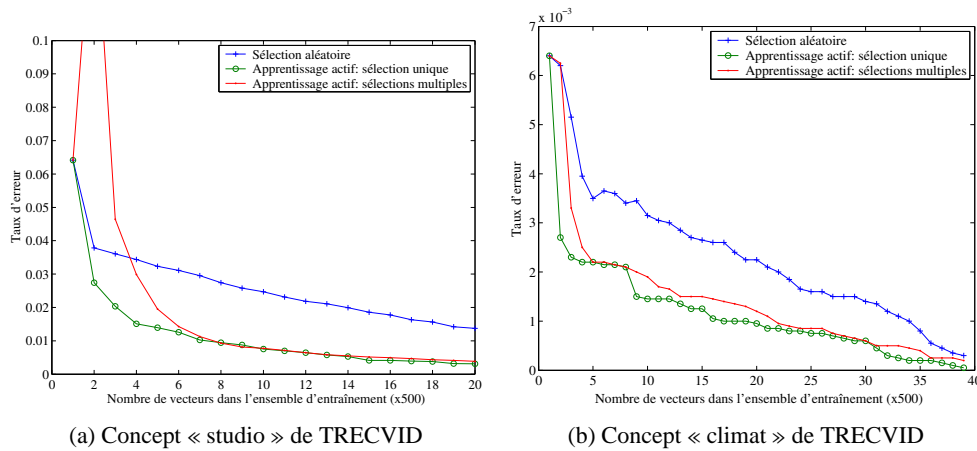 0.1
0.09
0.08
0.07
0.06
0.05
0.04
0.03
0.02
0.01
0
0 2 4 6 8 10 12 14 16 18 20
Taux d'erreur
Nombre de vecteurs dans l'ensemble d'entraînement (x500)
Sélection aléatoire
Apprentissage actif: sélection unique
Apprentissage actif: sélections multiples
(a) Concept « studio » de TRECVID
7 x 10⁻³
6
5
4
3
2
1
0
0 5 10 15 20 25 30 35 40
Taux d'erreur
Nombre de vecteurs dans l'ensemble d'entraînement (x500)
Sélection aléatoire
Apprentissage actif: sélection unique
Apprentissage actif: sélections multiples
(b) Concept « climat » de TRECVID